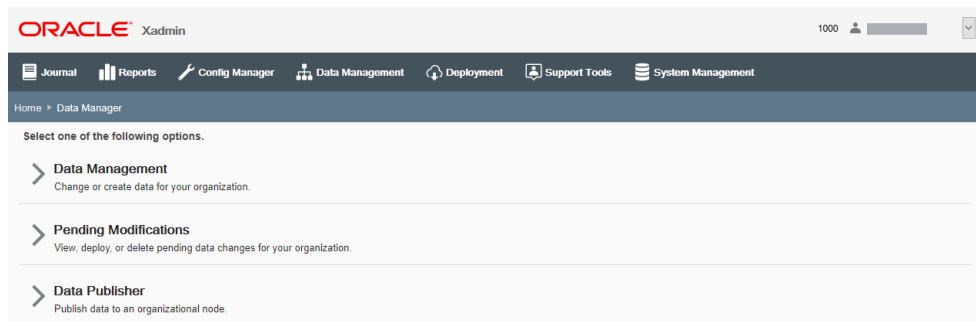 ORACLE Xadmin
1000
Journal Reports Config Manager Data Management Deployment Support Tools System Management
Home Data Manager
Select one of the following options.
Data Management
Change or create data for your organization.
Pending Modifications
View, deploy, or delete pending data changes for your organization.
Data Publisher
Publish data to an organizational node.